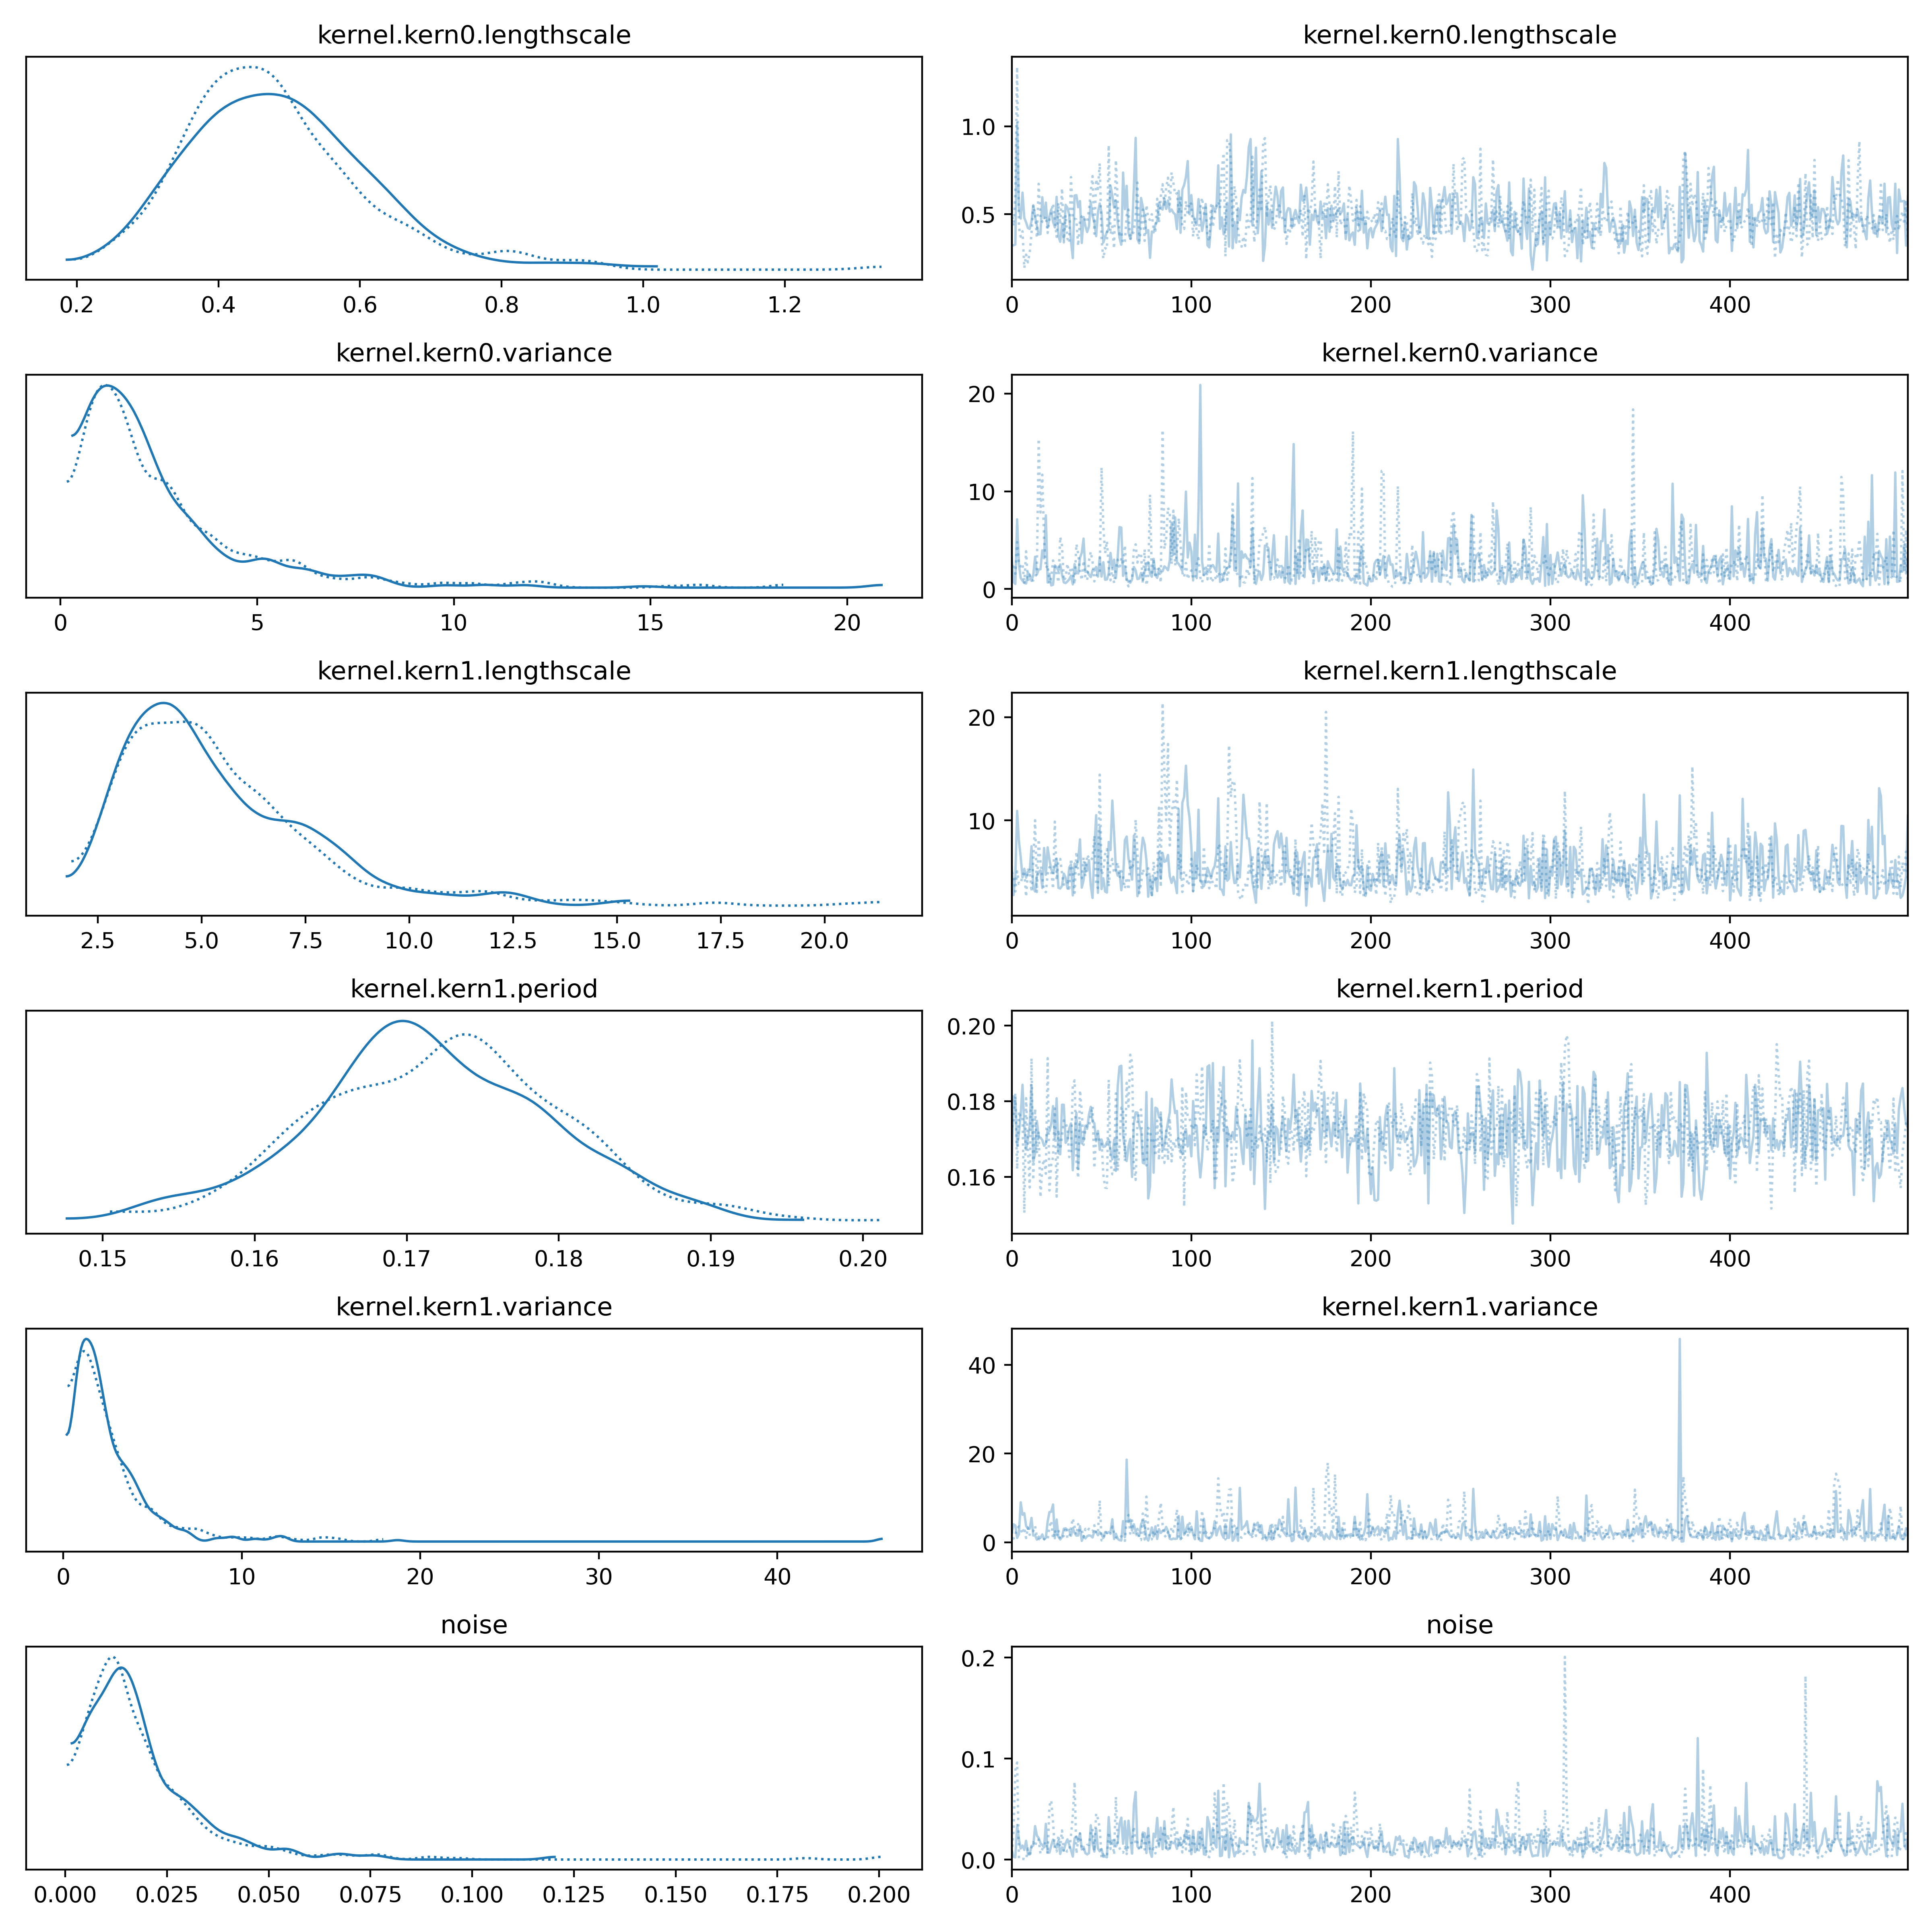 kernel.kern0.lengthscale kernel.kern0.lengthscale
1.0
0.5
0.2 0.4 0.6 0.8 1.0 1.2 0 100 200 300 400
kernel.kern0.variance kernel.kern0.variance
20
10
0
0 5 10 15 20 0 100 200 300 400
kernel.kern1.lengthscale kernel.kern1.lengthscale
20
10
2.5 5.0 7.5 10.0 12.5 15.0 17.5 20.0 0 100 200 300 400
kernel.kern1.period kernel.kern1.period
0.20
0.18
0.16
0.15 0.16 0.17 0.18 0.19 0.20 0 100 200 300 400
kernel.kern1.variance kernel.kern1.variance
40
20
0
0 10 20 30 40 0 100 200 300 400
noise noise
0.2
0.1
0.0
0.000 0.025 0.050 0.075 0.100 0.125 0.150 0.175 0.200 0 100 200 300 400